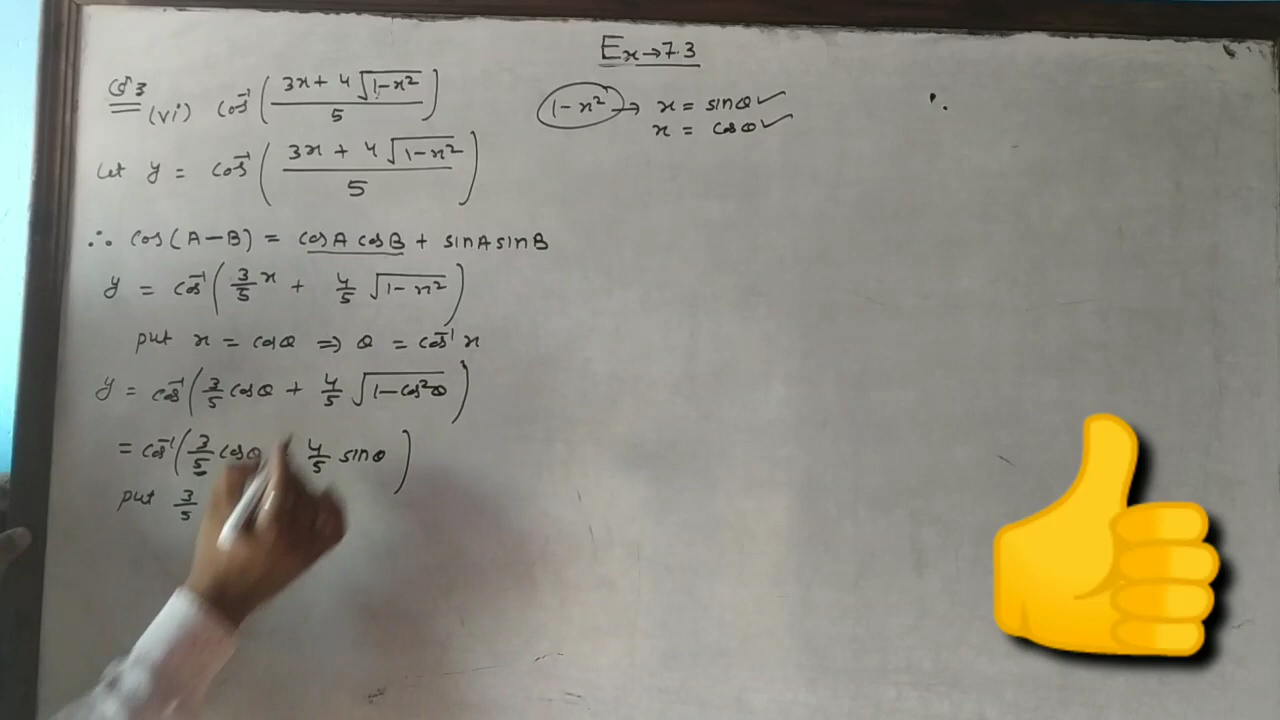 Ex→7.3
Q3
(vi) cos⁻¹((3x+4√(1-x²))/5)
1-x² → x = sinθ ✓
x = cosθ ✓
Let y = cos⁻¹((3x + 4√(1-x²))/5)
∴ cos(A-B) = cosA cosB + sinA sinB
y = cos⁻¹(3/5 x + 4/5 √(1-x²))
put x = cosθ ⇒ θ = cos⁻¹x
y = cos⁻¹(3/5 cosθ + 4/5 √(1-cos²θ))
= cos⁻¹(3/5 cosθ 4/5 sinθ)
put 3/5